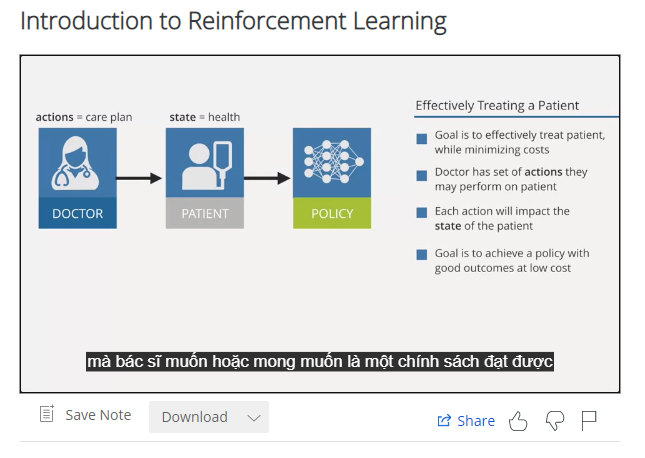 Introduction to Reinforcement Learning
actions = care plan
state = health
DOCTOR
PATIENT
POLICY
Effectively Treating a Patient
Goal is to effectively treat patient,
while minimizing costs
Doctor has set of actions they
may perform on patient
Each action will impact the
state of the patient
Goal is to achieve a policy with
good outcomes at low cost
mà bác sĩ muốn hoặc mong muốn là một chính sách đạt được
Save Note
Download
Share